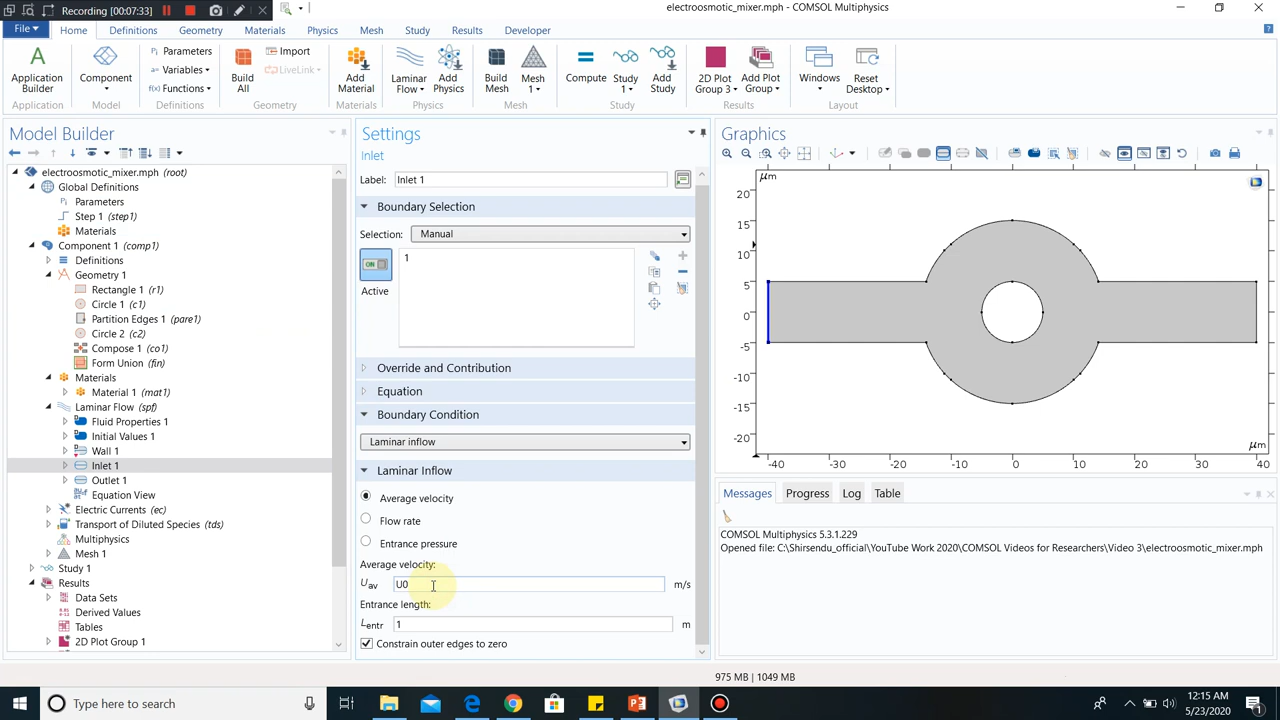 00:07:33
electroosmotic_mixer.mph - COMSOL Multiphysics
File Home Definitions Geometry Materials Physics Mesh Study Results Developer
Application Builder
Application
Component
Model
Parameters
Variables
Functions
Definitions
Build All
Import
LiveLink
Geometry
Add Material
Materials
Laminar Flow
Add Physics
Physics
Build Mesh
Mesh 1
Mesh
Compute
Study 1
Add Study
Study
2D Plot Group 3
Add Plot Group
Results
Windows
Reset Desktop
Layout
Model Builder
electroosmotic_mixer.mph (root)
Global Definitions
Parameters
Step 1 (step1)
Materials
Component 1 (comp1)
Definitions
Geometry 1
Rectangle 1 (r1)
Circle 1 (c1)
Partition Edges 1 (pare1)
Circle 2 (c2)
Compose 1 (co1)
Form Union (fin)
Materials
Material 1 (mat1)
Laminar Flow (spf)
Fluid Properties 1
Initial Values 1
Wall 1
Inlet 1
Outlet 1
Equation View
Electric Currents (ec)
Transport of Diluted Species (tds)
Multiphysics
Mesh 1
Study 1
Results
Data Sets
Derived Values
Tables
2D Plot Group 1
Settings
Inlet
Label: Inlet 1
Boundary Selection
Selection: Manual
ON
Active
1
Override and Contribution
Equation
Boundary Condition
Laminar inflow
Laminar Inflow
Average velocity
Flow rate
Entrance pressure
Average velocity:
Uav U0 m/s
Entrance length:
Lentr 1 m
Constrain outer edges to zero
Graphics
μm
20
15
10
5
0
-5
-10
-15
-20
μm
-40 -30 -20 -10 0 10 20 30 40
Messages Progress Log Table
COMSOL Multiphysics 5.3.1.229
Opened file: C:\Shirsendu_official\YouTube Work 2020\COMSOL Videos for Researchers\Video 3\electroosmotic_mixer.mph
975 MB | 1049 MB
Type here to search
12:15 AM
5/23/2020
1